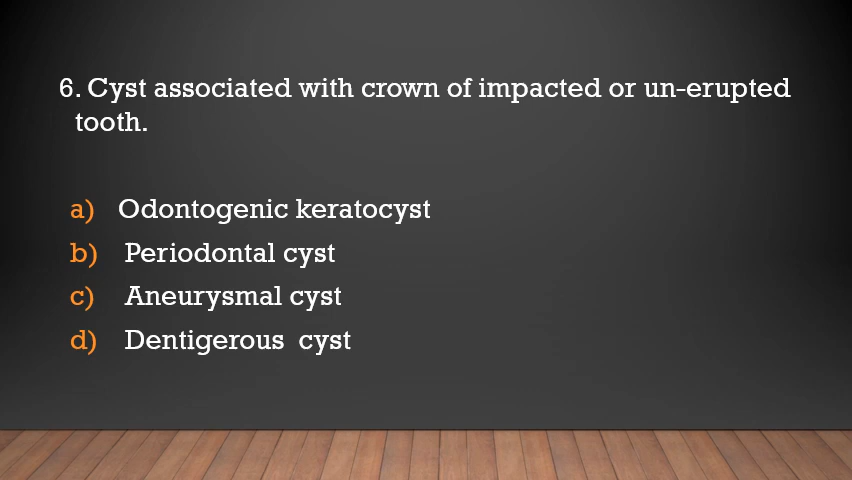 6. Cyst associated with crown of impacted or un-erupted
tooth.
a) Odontogenic keratocyst
b) Periodontal cyst
c) Aneurysmal cyst
d) Dentigerous cyst